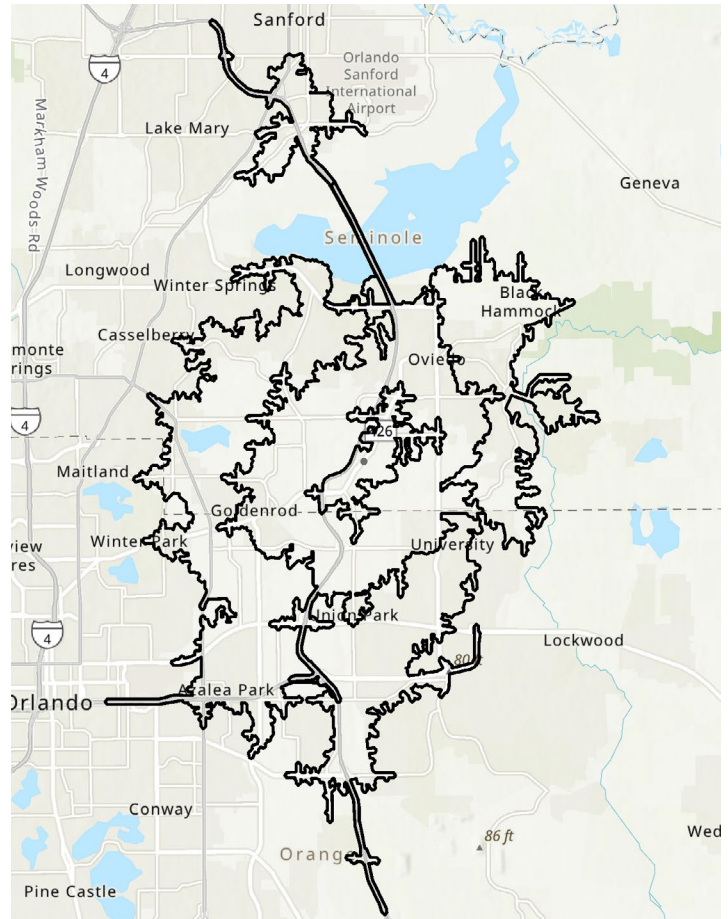 Sanford
4
Orlando
Sanford
International
Airport
Markham-Woods Rd
Lake Mary
Geneva
Seminole
Longwood
Winter Springs
Black
Hammock
Casselberry
monte
rings
Oviedo
4
26
Maitland
Goldenrod
view
res
Winter Park
University
4
Union Park
Lockwood
80 ft
Azalea Park
Orlando
Conway
86 ft
Wed
Orange
Pine Castle